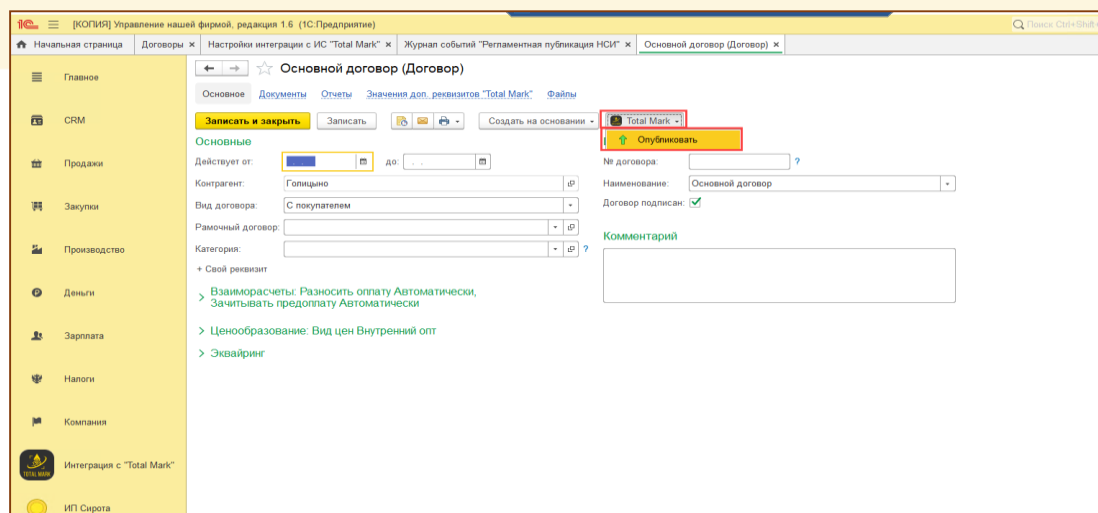 1С [КОПИЯ] Управление нашей фирмой, редакция 1.6 (1С:Предприятие) Поиск Ctrl+Shift+
Начальная страница Договоры × Настройки интеграции с ИС "Total Mark" × Журнал событий "Регламентная публикация НСИ" × Основной договор (Договор) ×
Главное
CRM
Продажи
Закупки
Производство
Деньги
Зарплата
Налоги
Компания
TOTAL MARK Интеграция с "Total Mark"
ИП Сирота
Основной договор (Договор)
Основное Документы Отчеты Значения доп. реквизитов "Total Mark" Файлы
Записать и закрыть Записать Создать на основании Total Mark
Опубликовать
Основные
Действует от: . . до: . . № договора: ?
Контрагент: Голицыно Наименование: Основной договор
Вид договора: С покупателем Договор подписан:
Рамочный договор:
Категория: ?
Комментарий
+ Свой реквизит
> Взаиморасчеты: Разносить оплату Автоматически,
Зачитывать предоплату Автоматически
> Ценообразование: Вид цен Внутренний опт
> Эквайринг